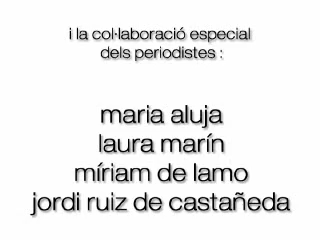 i la col·laboració especial
dels periodistes :
maria aluja
laura marín
míriam de lamo
jordi ruiz de castañeda